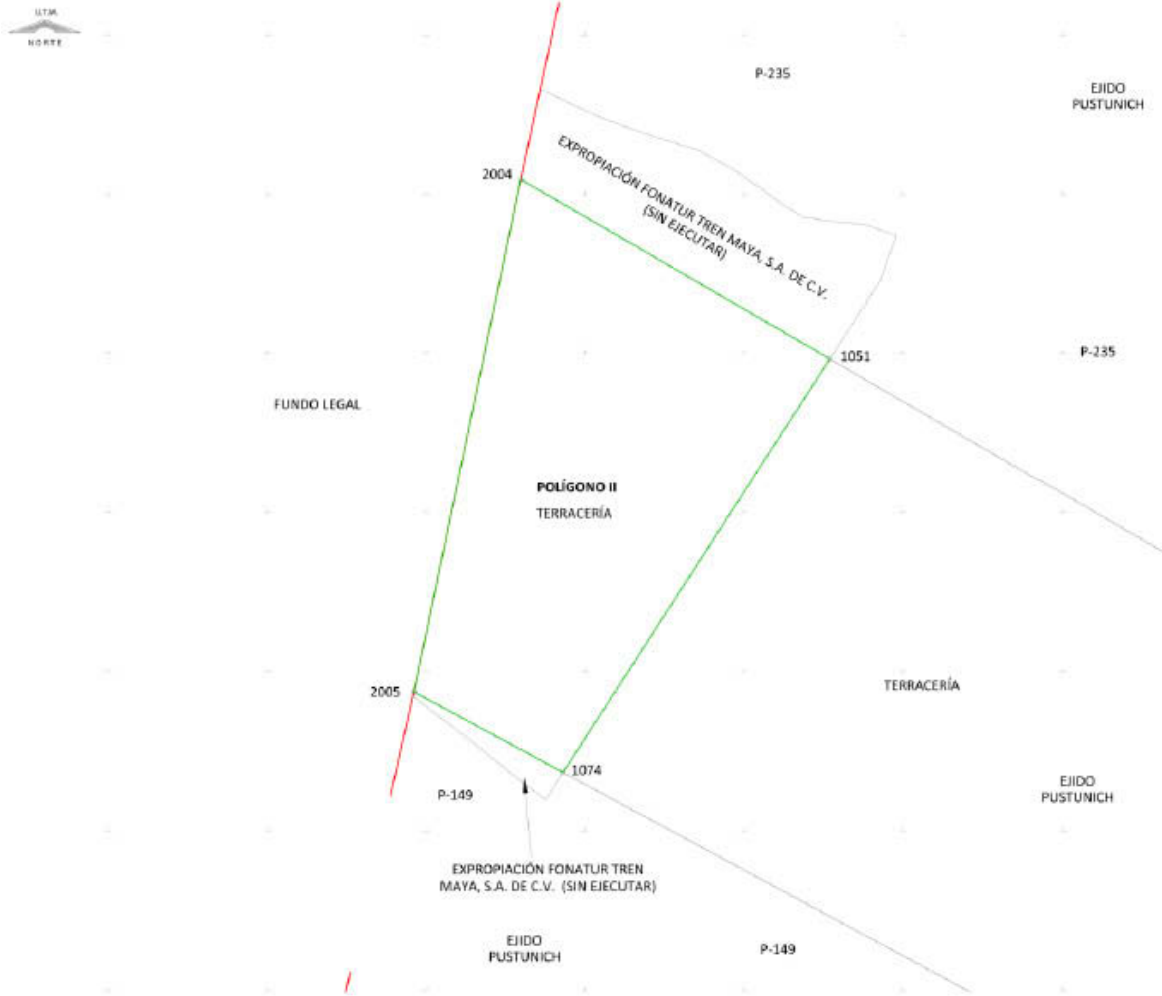 U.T.M.
NORTE
P-235
EJIDO
PUSTUNICH
EXPROPIACIÓN FONATUR TREN MAYA, S.A. DE C.V.
(SIN EJECUTAR)
2004
1051
P-235
FUNDO LEGAL
POLÍGONO II
TERRACERÍA
2005
TERRACERÍA
1074
P-149
EJIDO
PUSTUNICH
EXPROPIACIÓN FONATUR TREN
MAYA, S.A. DE C.V. (SIN EJECUTAR)
EJIDO
PUSTUNICH
P-149